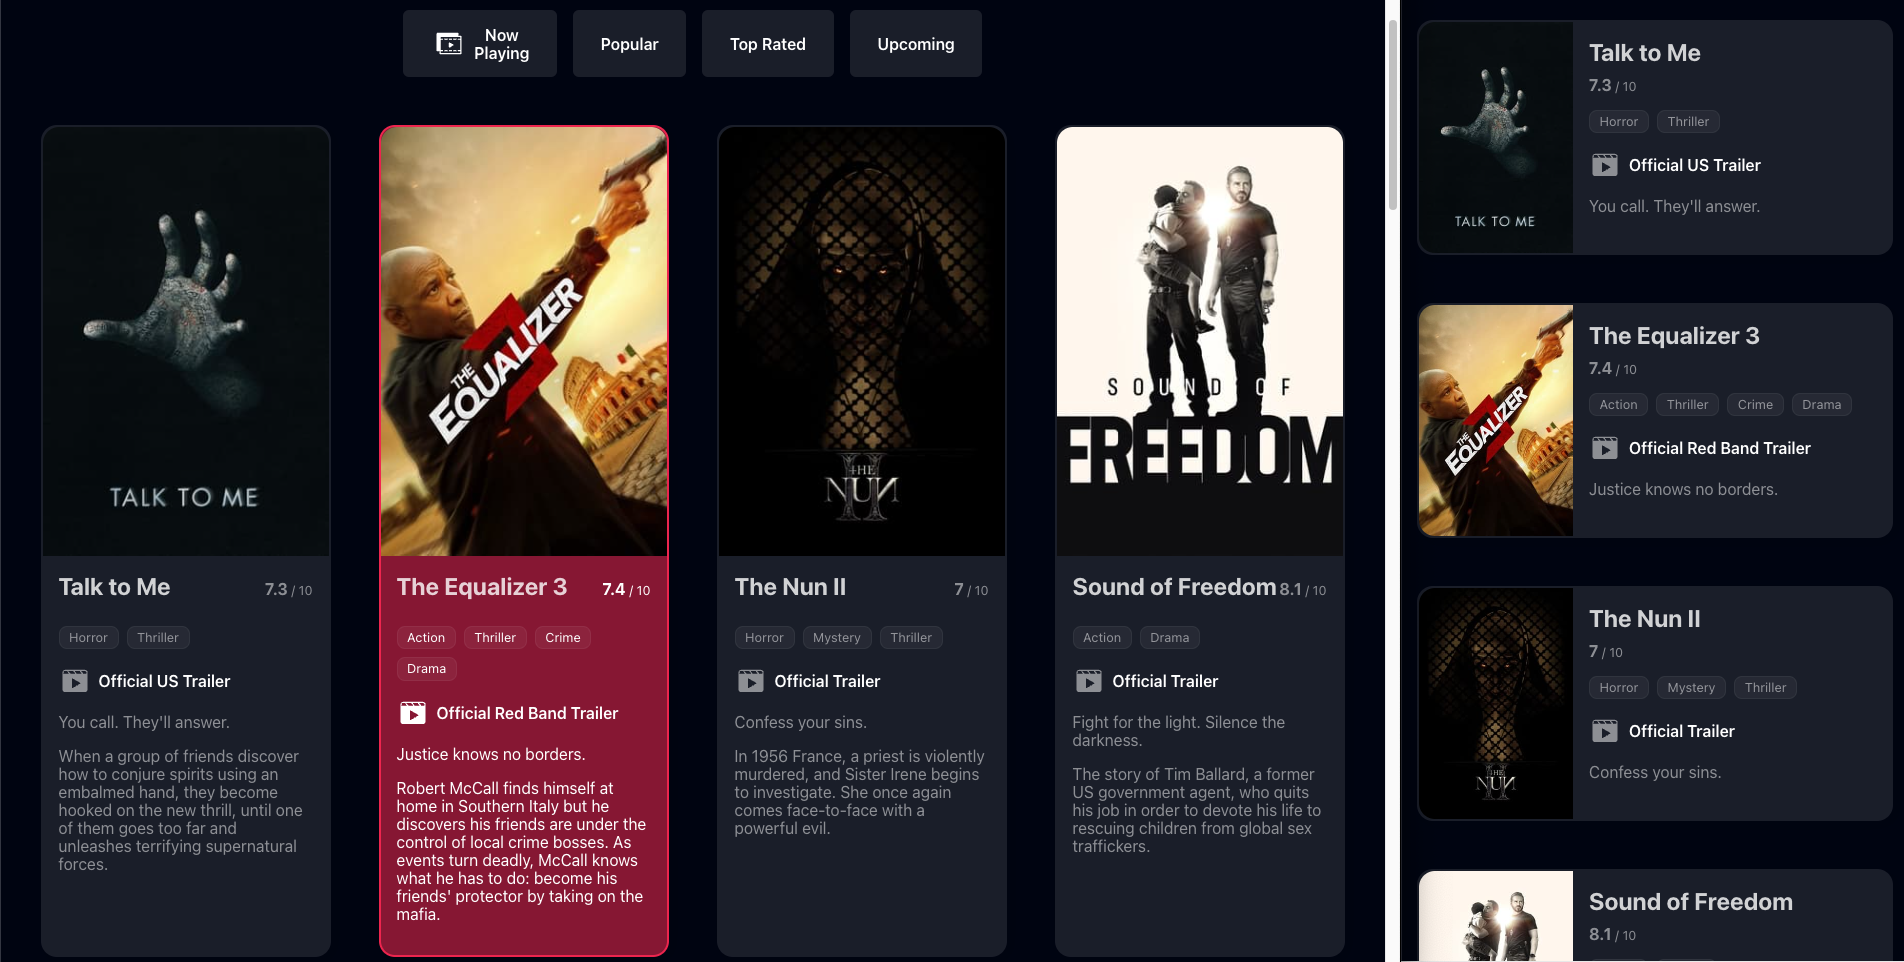 Now
Playing
Popular
Top Rated
Upcoming
TALK TO ME
Talk to Me
7.3 / 10
Horror
Thriller
Official US Trailer
You call. They'll answer.
When a group of friends discover
how to conjure spirits using an
embalmed hand, they become
hooked on the new thrill, until one
of them goes too far and
unleashes terrifying supernatural
forces.
THE
EQUALIZER
3
The Equalizer 3
7.4 / 10
Action
Thriller
Crime
Drama
Official Red Band Trailer
Justice knows no borders.
Robert McCall finds himself at
home in Southern Italy but he
discovers his friends are under the
control of local crime bosses. As
events turn deadly, McCall knows
what he has to do: become his
friends' protector by taking on the
mafia.
THE
NUN
II
The Nun II
7 / 10
Horror
Mystery
Thriller
Official Trailer
Confess your sins.
In 1956 France, a priest is violently
murdered, and Sister Irene begins
to investigate. She once again
comes face-to-face with a
powerful evil.
SOUND OF
FREEDOM
Sound of Freedom
8.1 / 10
Action
Drama
Official Trailer
Fight for the light. Silence the
darkness.
The story of Tim Ballard, a former
US government agent, who quits
his job in order to devote his life to
rescuing children from global sex
traffickers.
TALK TO ME
Talk to Me
7.3 / 10
Horror
Thriller
Official US Trailer
You call. They'll answer.
THE
EQUALIZER
3
The Equalizer 3
7.4 / 10
Action
Thriller
Crime
Drama
Official Red Band Trailer
Justice knows no borders.
THE
NUN
II
The Nun II
7 / 10
Horror
Mystery
Thriller
Official Trailer
Confess your sins.
Sound of Freedom
8.1 / 10